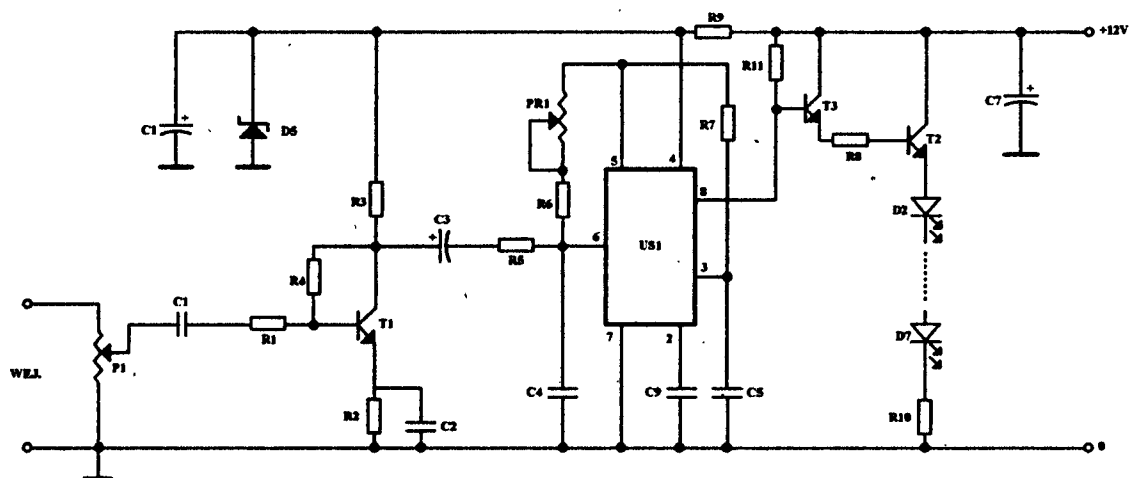 R9
+12V
R11
C1
+
D5
PR1
R7
T3
C7
+
R8
T2
5
4
8
R3
R6
D2
C3
+
R5
6
US1
3
R4
C1
R1
T1
7
2
D7
P1
WEJ.
R2
C2
C4
C9
C5
R10
0